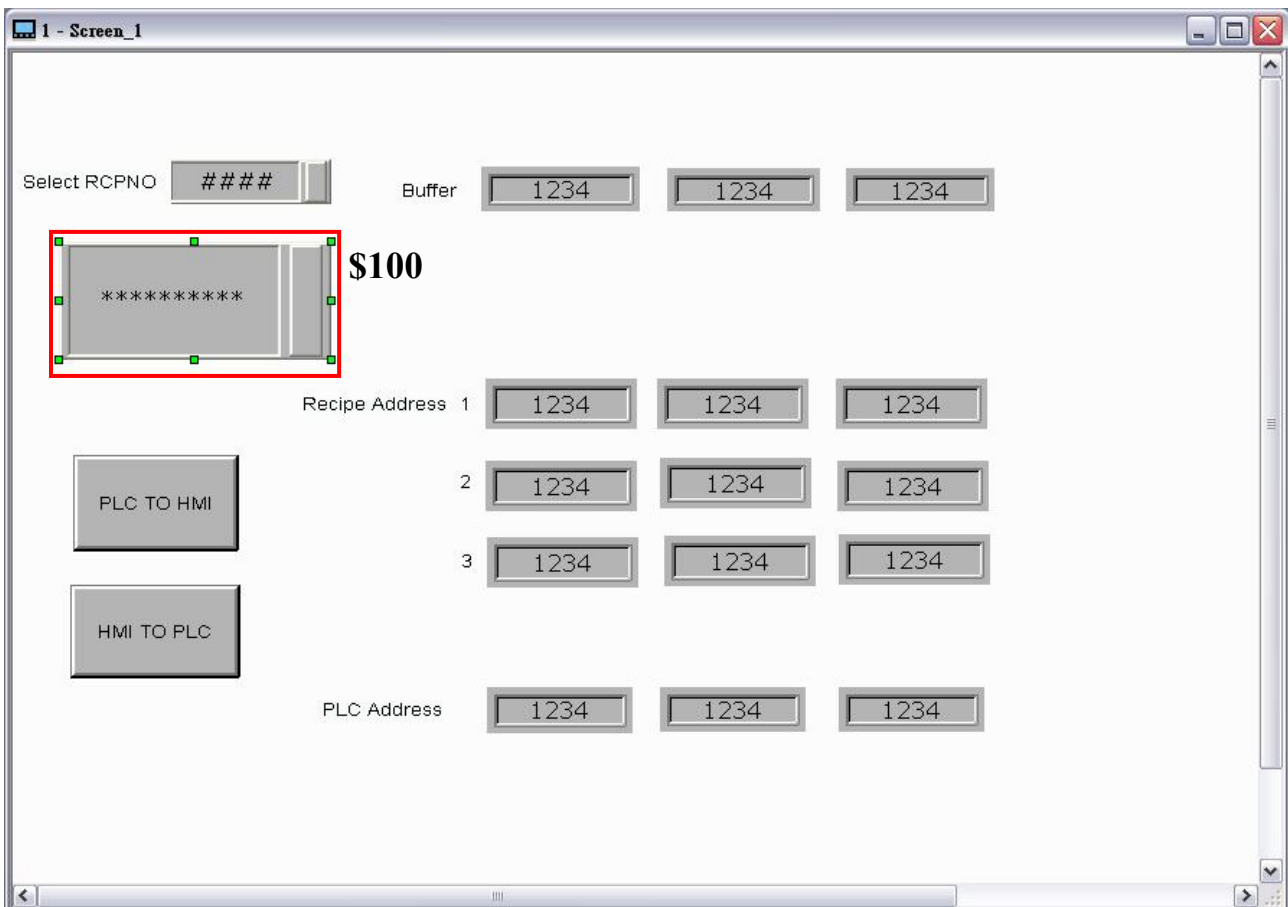 1 - Screen_1
Select RCPNO #### Buffer 1234 1234 1234
********** $100
Recipe Address 1 1234 1234 1234
PLC TO HMI 2 1234 1234 1234
3 1234 1234 1234
HMI TO PLC
PLC Address 1234 1234 1234